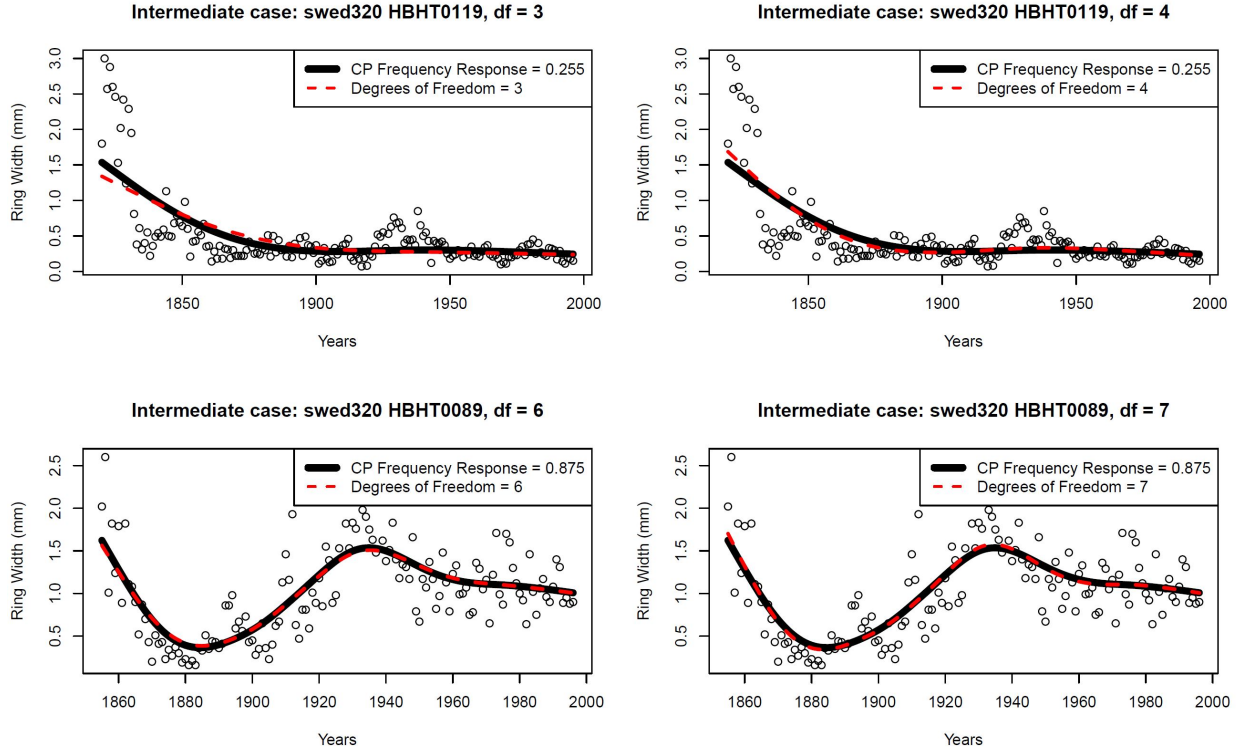 Intermediate case: swed320 HBHT0119, df = 3
CP Frequency Response = 0.255
Degrees of Freedom = 3
Ring Width (mm)
0.0 0.5 1.0 1.5 2.0 2.5 3.0
1850 1900 1950 2000
Years
Intermediate case: swed320 HBHT0119, df = 4
CP Frequency Response = 0.255
Degrees of Freedom = 4
Ring Width (mm)
0.0 0.5 1.0 1.5 2.0 2.5 3.0
1850 1900 1950 2000
Years
Intermediate case: swed320 HBHT0089, df = 6
CP Frequency Response = 0.875
Degrees of Freedom = 6
Ring Width (mm)
0.5 1.0 1.5 2.0 2.5
1860 1880 1900 1920 1940 1960 1980 2000
Years
Intermediate case: swed320 HBHT0089, df = 7
CP Frequency Response = 0.875
Degrees of Freedom = 7
Ring Width (mm)
0.5 1.0 1.5 2.0 2.5
1860 1880 1900 1920 1940 1960 1980 2000
Years